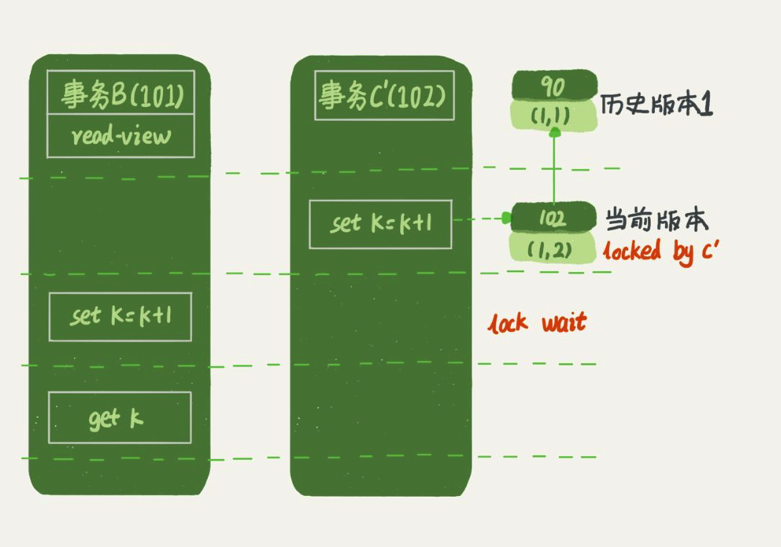 事务B(101)
read-view
set k=k+1
get k
事务C'(102)
set k=k+1
90
(1,1)
历史版本1
102
(1,2)
当前版本
locked by c'
lock wait